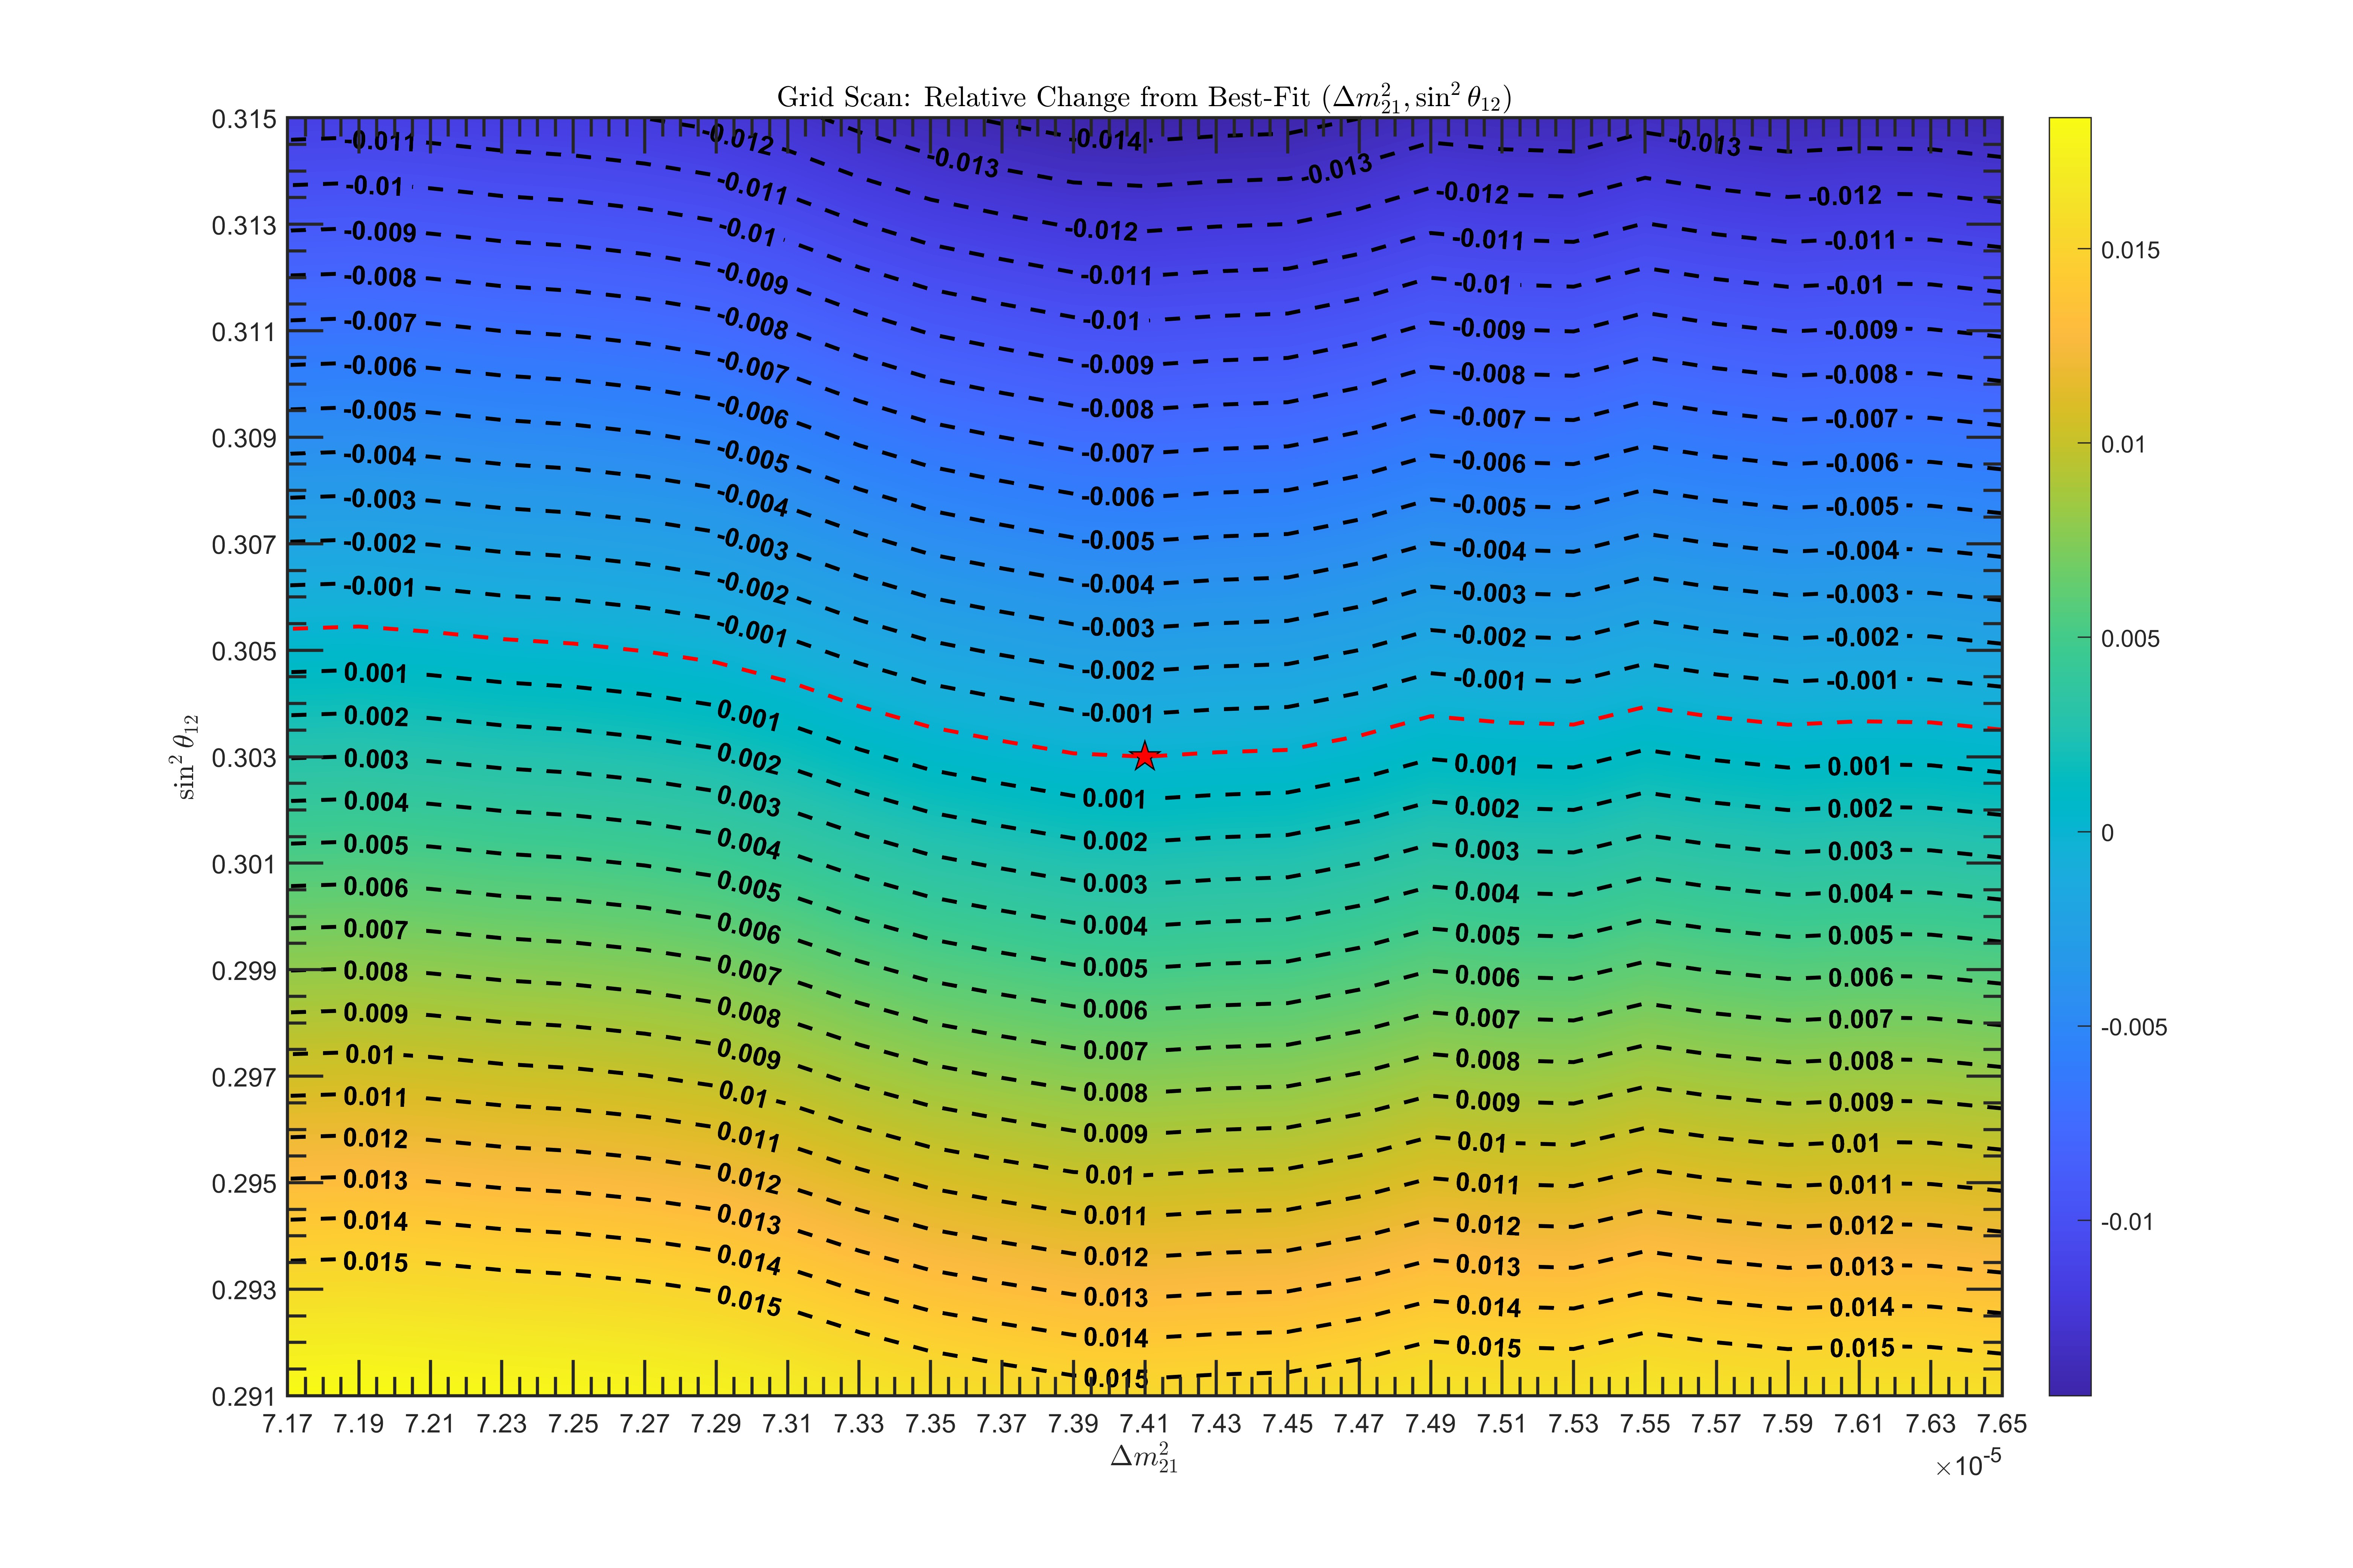 Grid Scan: Relative Change from Best-Fit (Δm²₂₁, sin² θ₁₂)
0.315
0.313
0.311
0.309
0.307
0.305
0.303
0.301
0.299
0.297
0.295
0.293
0.291
sin² θ₁₂
-0.011 -0.012 -0.013 -0.014 -0.013 -0.013
-0.01 -0.011 -0.012 -0.012 -0.012
-0.009 -0.01 -0.011 -0.011 -0.011
-0.008 -0.009 -0.01 -0.01 -0.01
-0.007 -0.008 -0.009 -0.009 -0.009
-0.006 -0.007 -0.008 -0.008 -0.008
-0.005 -0.006 -0.007 -0.007 -0.007
-0.004 -0.005 -0.006 -0.006 -0.006
-0.003 -0.004 -0.005 -0.005 -0.005
-0.002 -0.003 -0.004 -0.004 -0.004
-0.001 -0.002 -0.003 -0.003 -0.003
-0.001 -0.002 -0.002 -0.002
0.001 -0.001 -0.001 -0.001
0.002 0.001
0.003 0.002 0.001 0.001 0.001
0.004 0.003 0.002 0.002 0.002
0.005 0.004 0.003 0.003 0.003
0.006 0.005 0.004 0.004 0.004
0.007 0.006 0.005 0.005 0.005
0.008 0.007 0.006 0.006 0.006
0.009 0.008 0.007 0.007 0.007
0.01 0.009 0.008 0.008 0.008
0.011 0.01 0.009 0.009 0.009
0.012 0.011 0.01 0.01 0.01
0.013 0.012 0.011 0.011 0.011
0.014 0.013 0.012 0.012 0.012
0.015 0.014 0.013 0.013 0.013
0.015 0.014 0.014 0.014
0.015 0.015 0.015
7.17 7.19 7.21 7.23 7.25 7.27 7.29 7.31 7.33 7.35 7.37 7.39 7.41 7.43 7.45 7.47 7.49 7.51 7.53 7.55 7.57 7.59 7.61 7.63 7.65
Δm²₂₁
×10⁻⁵
0.015
0.01
0.005
0
-0.005
-0.01